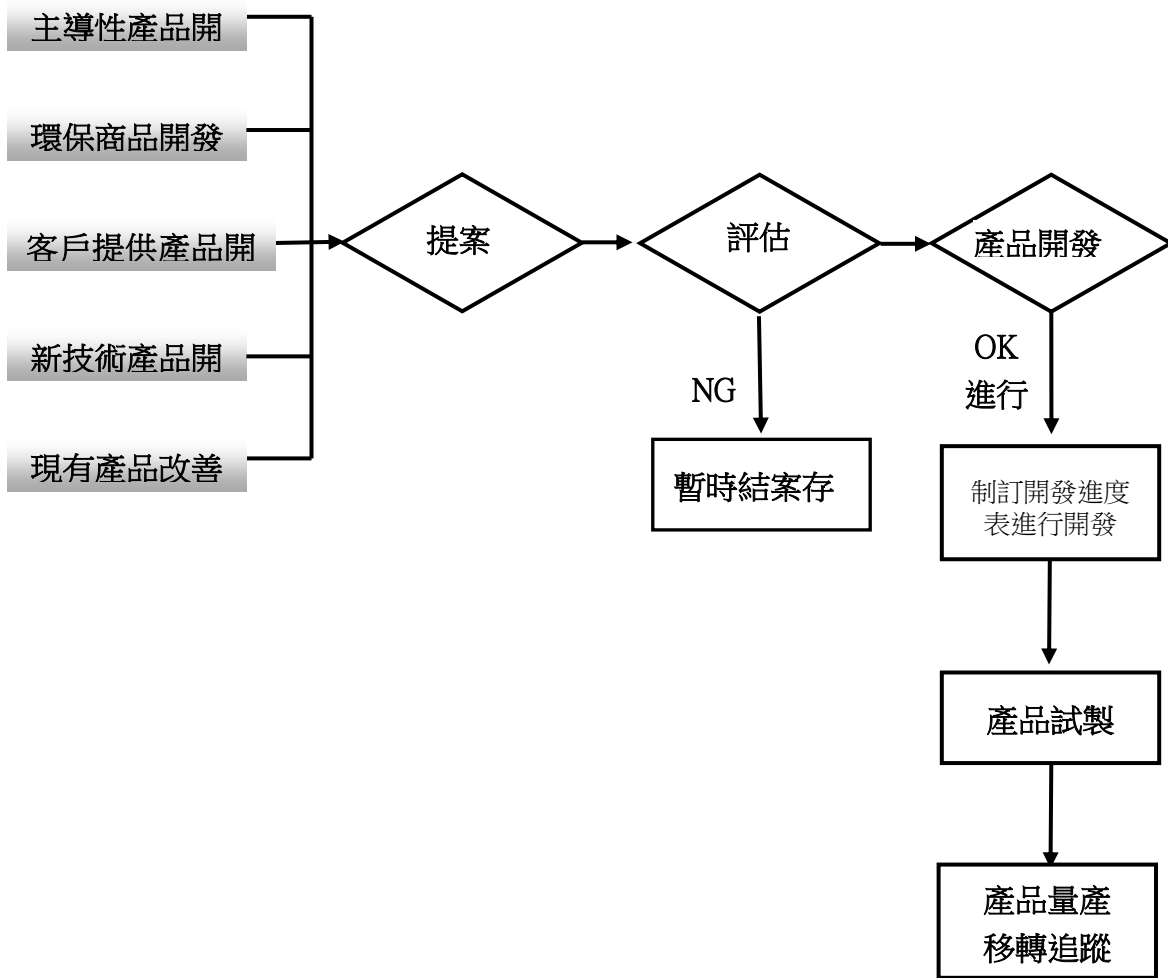 主導性產品開
環保商品開發
客戶提供產品開
新技術產品開
現有產品改善
提案
評估
產品開發
NG
OK
進行
暫時結案存
制訂開發進度
表進行開發
產品試製
產品量產
移轉追蹤